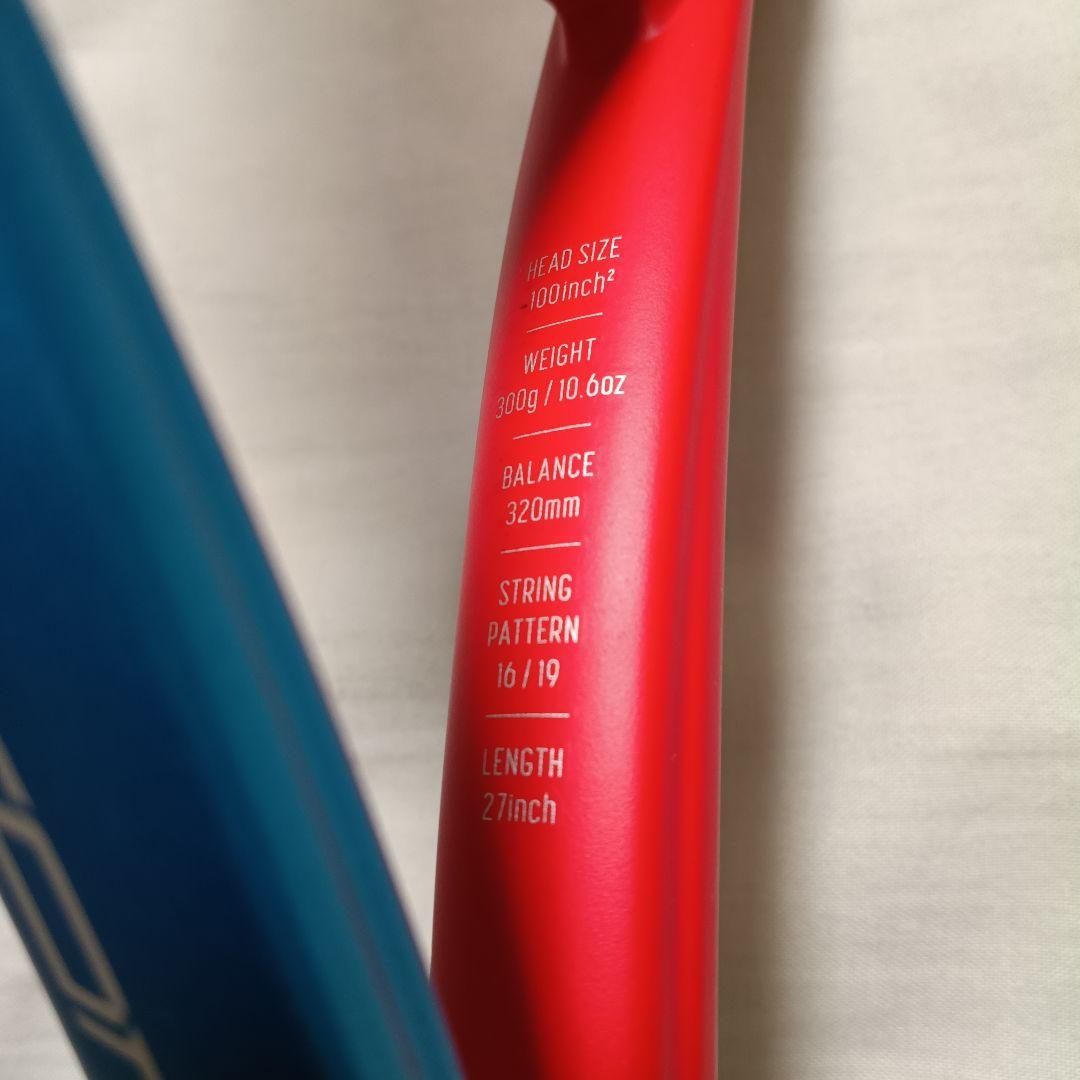 HEAD SIZE
100inch²
WEIGHT
300g / 10.6oz
BALANCE
320mm
STRING
PATTERN
16 / 19
LENGTH
27inch